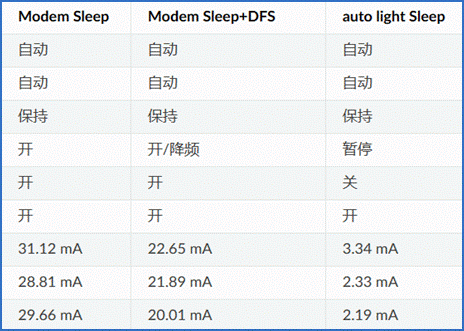 Modem Sleep Modem Sleep+DFS auto light Sleep
自动 自动 自动
自动 自动 自动
保持 保持 保持
开 开/降频 暂停
开 开 关
开 开 开
31.12 mA 22.65 mA 3.34 mA
28.81 mA 21.89 mA 2.33 mA
29.66 mA 20.01 mA 2.19 mA